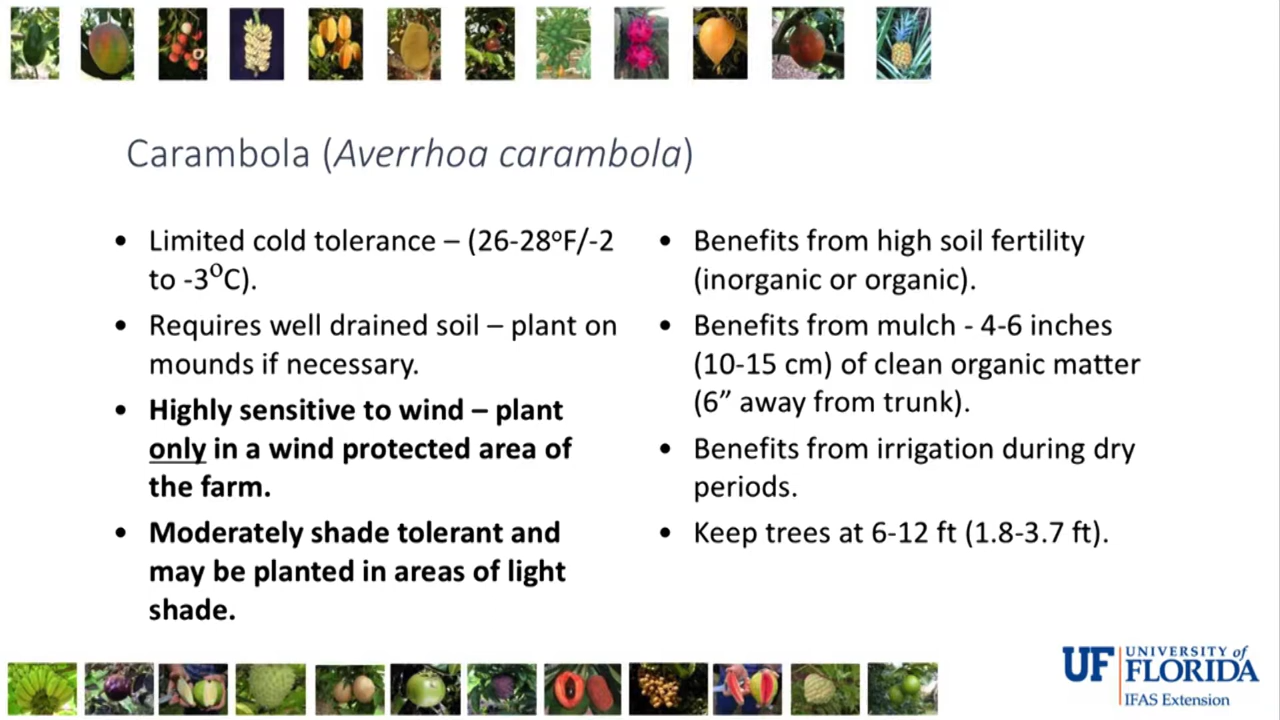 Carambola (Averrhoa carambola)
• Limited cold tolerance – (26-28ºF/-2
to -3⁰C).
• Requires well drained soil – plant on
mounds if necessary.
• Highly sensitive to wind – plant
only in a wind protected area of
the farm.
• Moderately shade tolerant and
may be planted in areas of light
shade.
• Benefits from high soil fertility
(inorganic or organic).
• Benefits from mulch - 4-6 inches
(10-15 cm) of clean organic matter
(6” away from trunk).
• Benefits from irrigation during dry
periods.
• Keep trees at 6-12 ft (1.8-3.7 ft).
UF UNIVERSITY of
FLORIDA
IFAS Extension